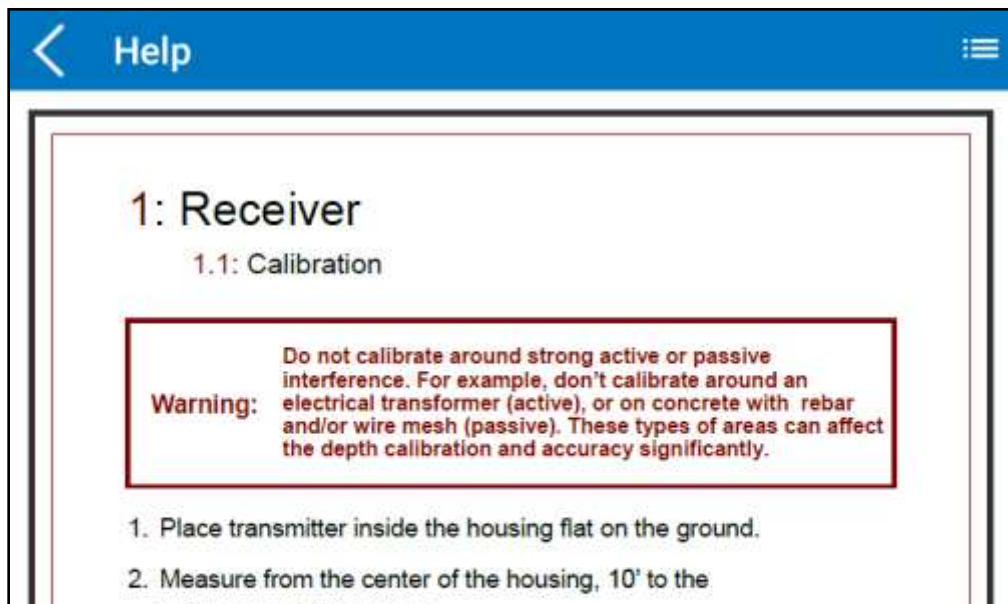 Help
1: Receiver
1.1: Calibration
Do not calibrate around strong active or passive
interference. For example, don't calibrate around an
Warning: electrical transformer (active), or on concrete with rebar
and/or wire mesh (passive). These types of areas can affect
the depth calibration and accuracy significantly.
1. Place transmitter inside the housing flat on the ground.
2. Measure from the center of the housing, 10' to the